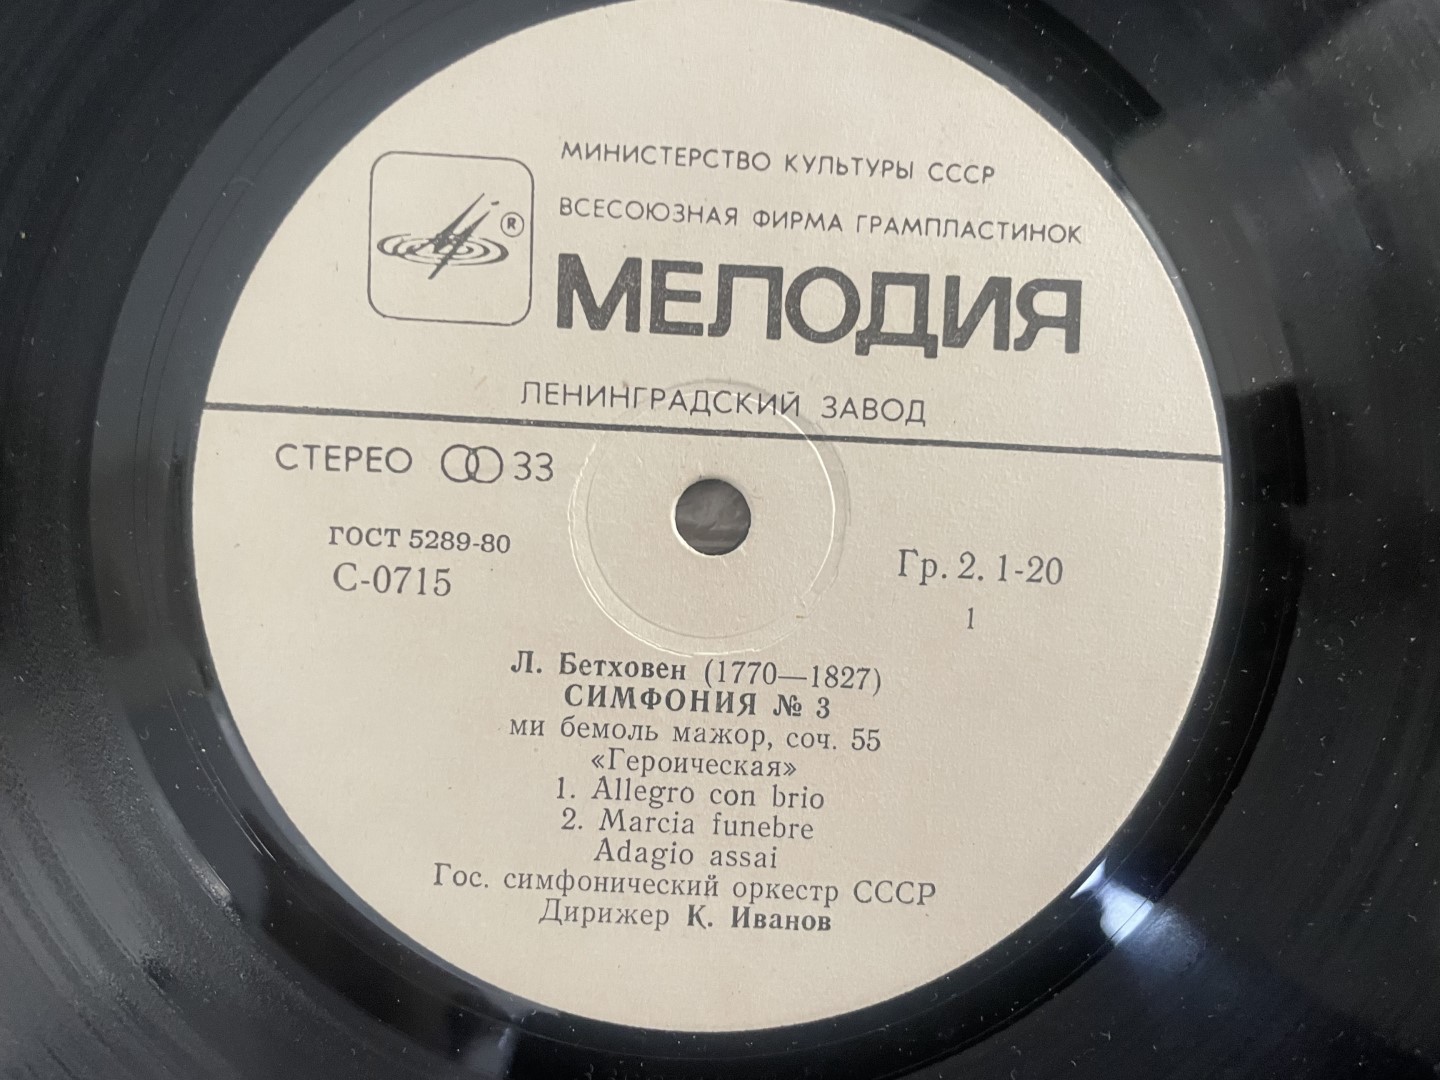 МИНИСТЕРСТВО КУЛЬТУРЫ СССР
ВСЕСОЮЗНАЯ ФИРМА ГРАМПЛАСТИНОК
®
МЕЛОДИЯ
ЛЕНИНГРАДСКИЙ ЗАВОД
СТЕРЕО 33
ГОСТ 5289-80
С-0715
Гр. 2. 1-20
1
Л. Бетховен (1770—1827)
СИМФОНИЯ № 3
ми бемоль мажор, соч. 55
«Героическая»
1. Allegro con brio
2. Marcia funebre
Adagio assai
Гос. симфонический оркестр СССР
Дирижер К. Иванов